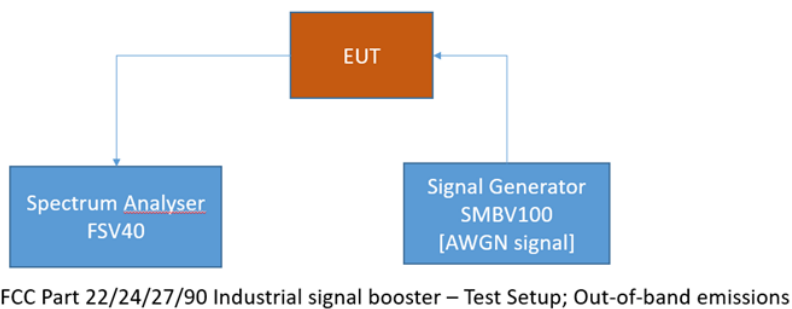 EUT
Spectrum Analyser
FSV40
Signal Generator
SMBV100
[AWGN signal]
FCC Part 22/24/27/90 Industrial signal booster – Test Setup; Out-of-band emissions